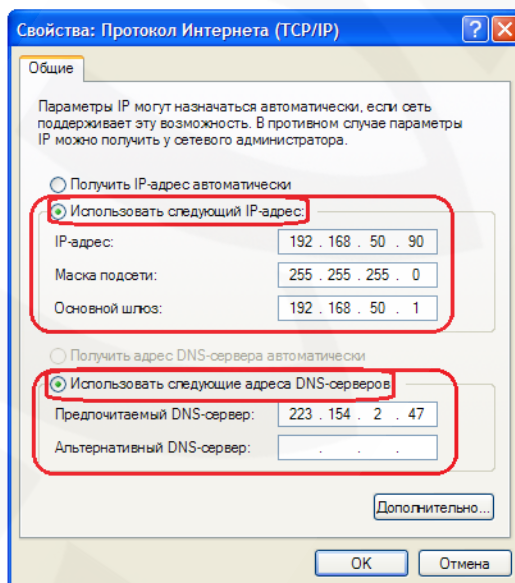 Свойства: Протокол Интернета (TCP/IP)
Общие
Параметры IP могут назначаться автоматически, если сеть
поддерживает эту возможность. В противном случае параметры
IP можно получить у сетевого администратора.
Получить IP-адрес автоматически
Использовать следующий IP-адрес:
IP-адрес: 192 . 168 . 50 . 90
Маска подсети: 255 . 255 . 255 . 0
Основной шлюз: 192 . 168 . 50 . 1
Получить адрес DNS-сервера автоматически
Использовать следующие адреса DNS-серверов
Предпочитаемый DNS-сервер: 223 . 154 . 2 . 47
Альтернативный DNS-сервер: . . .
Дополнительно...
OK Отмена